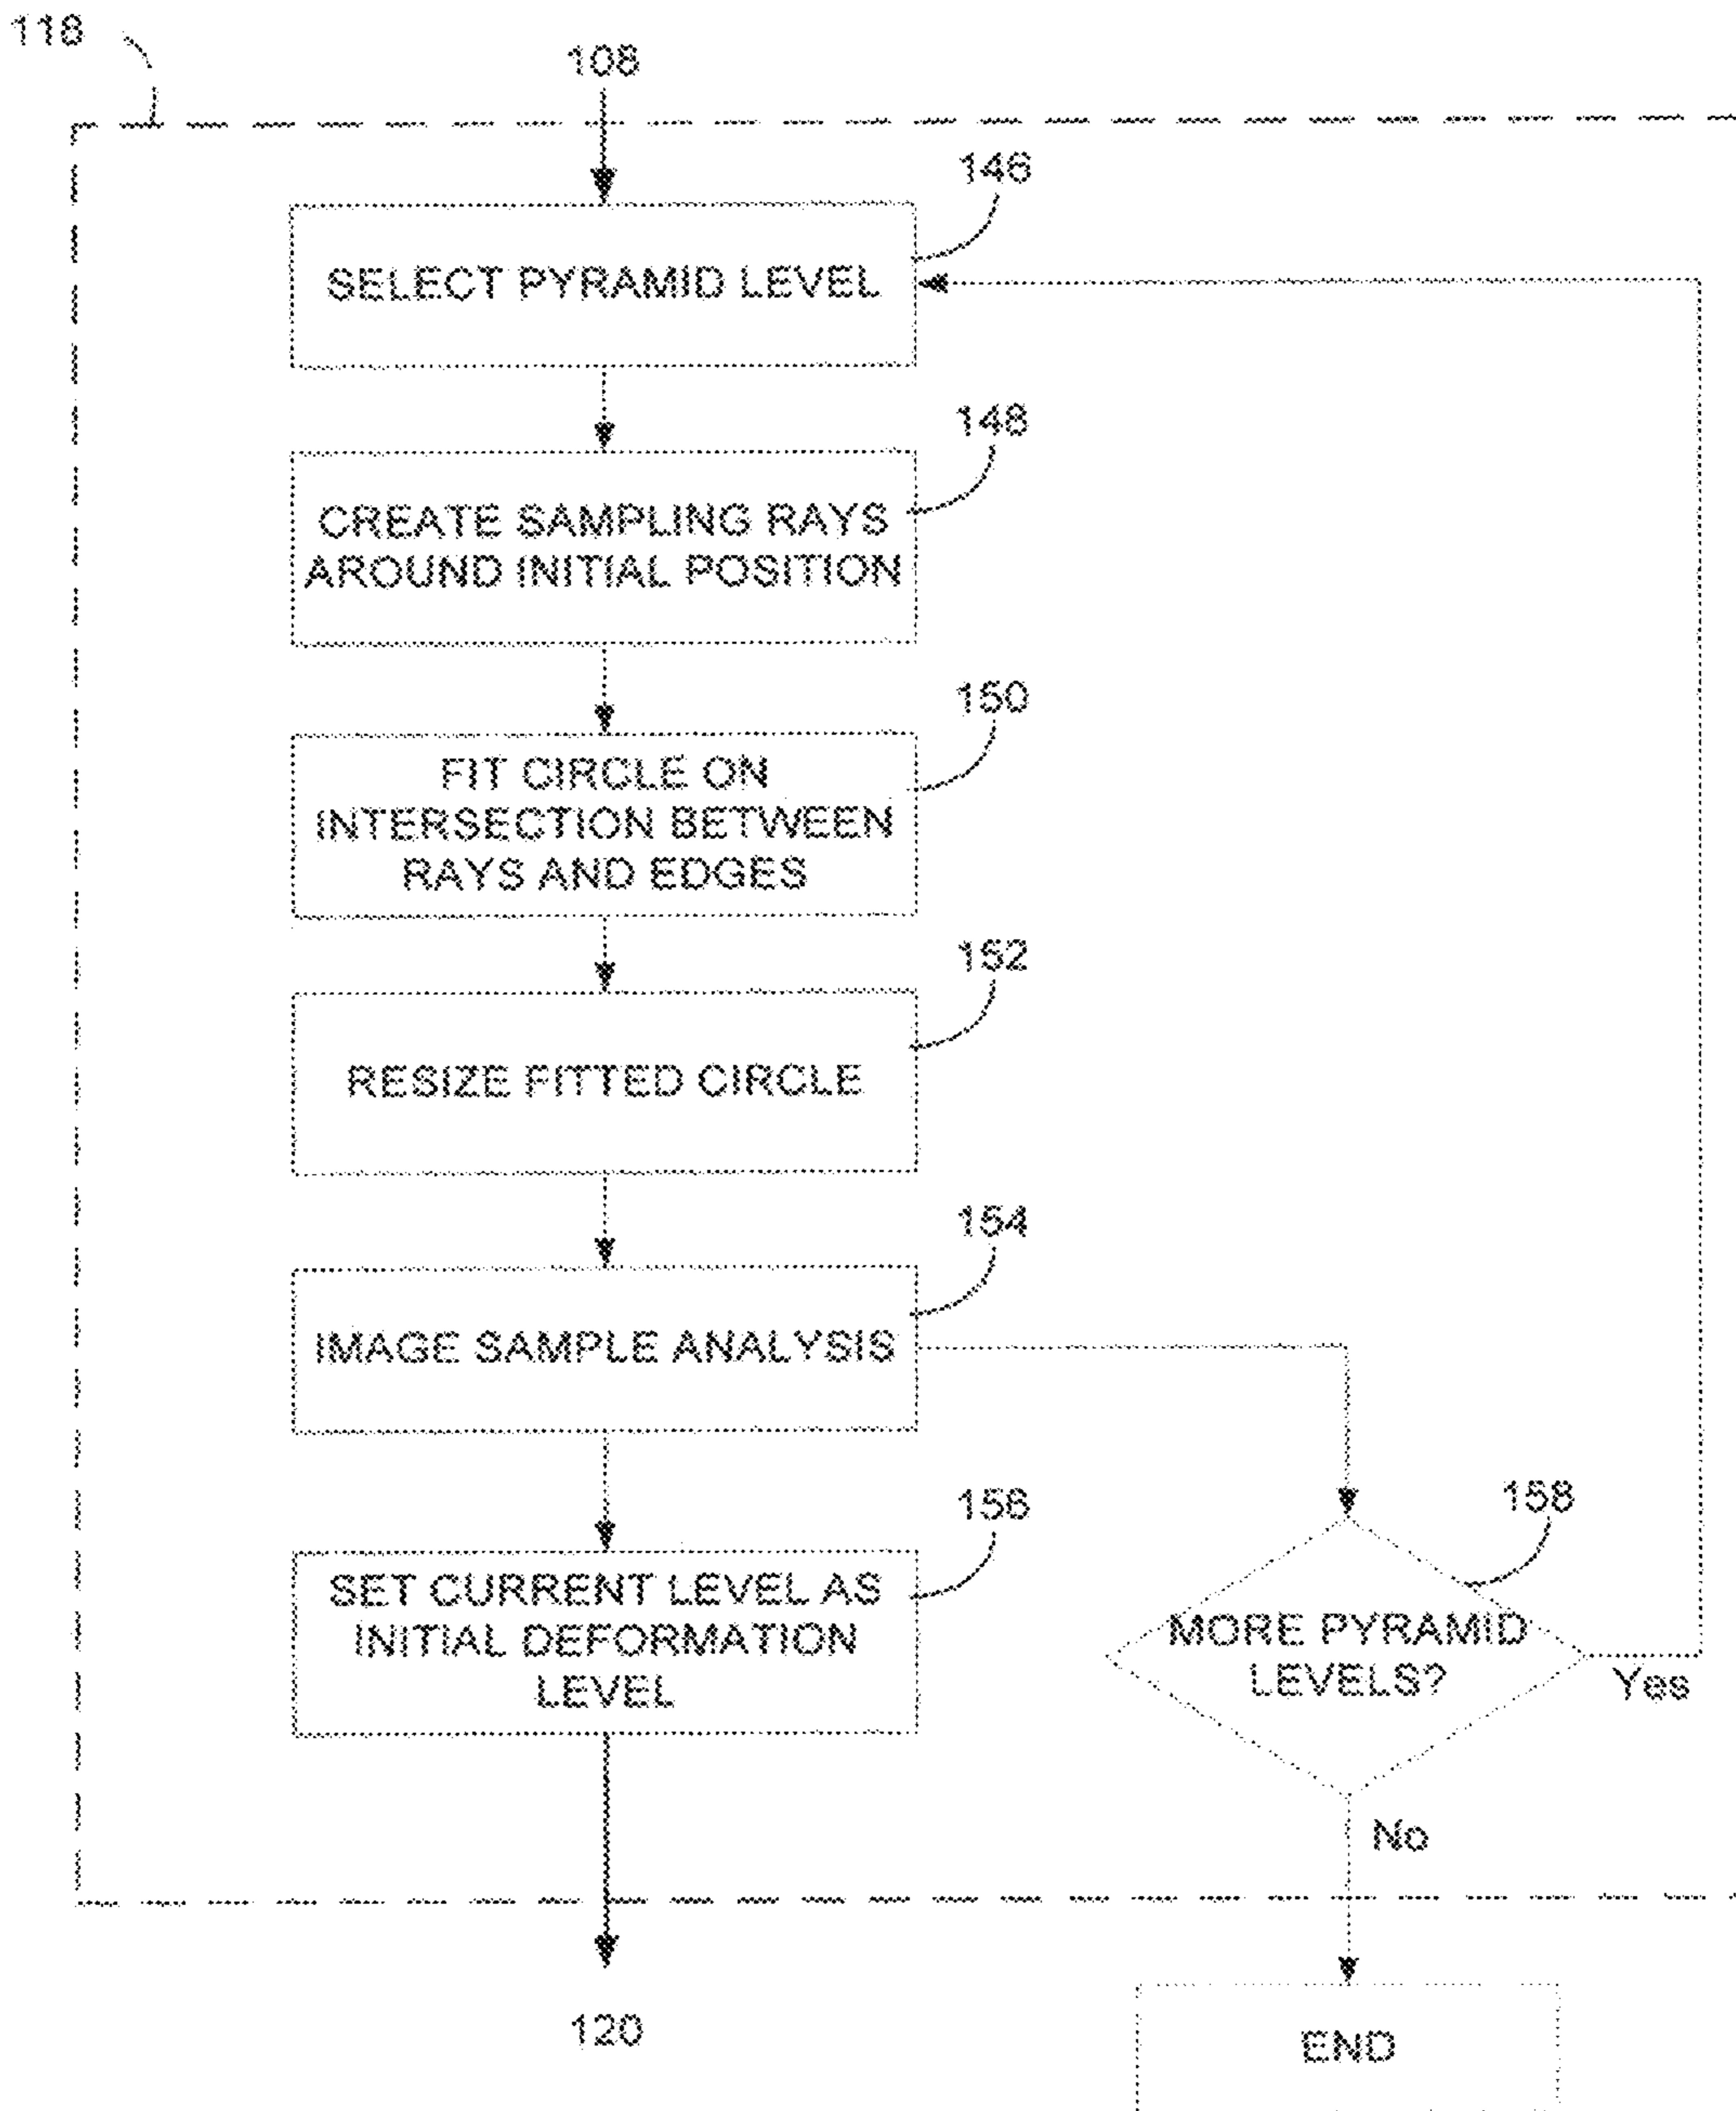 118
108
146
SELECT PYRAMID LEVEL
148
CREATE SAMPLING RAYS
AROUND INITIAL POSITION
150
FIT CIRCLE ON
INTERSECTION BETWEEN
RAYS AND EDGES
152
RESIZE FITTED CIRCLE
154
IMAGE SAMPLE ANALYSIS
156
SET CURRENT LEVEL AS
INITIAL DEFORMATION
LEVEL
158
MORE PYRAMID
LEVELS?
Yes
No
120
END